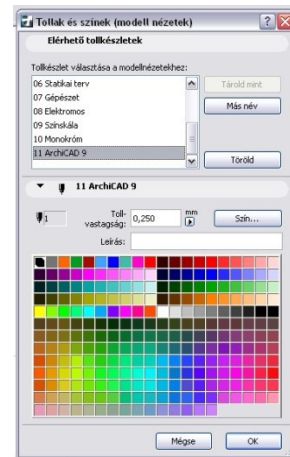 Tollak és színek (modell nézetek)
Elérhető tollkészletek
Tollkészlet választása a modellnézetekhez:
06 Statikai terv
07 Gépészet
08 Elektromos
09 Színskála
10 Monokróm
11 ArchiCAD 9
Tárold mint
Más név
Töröld
11 ArchiCAD 9
1
Toll-
vastagság:
0,250
mm
Szín...
Leírás:
Mégse
OK